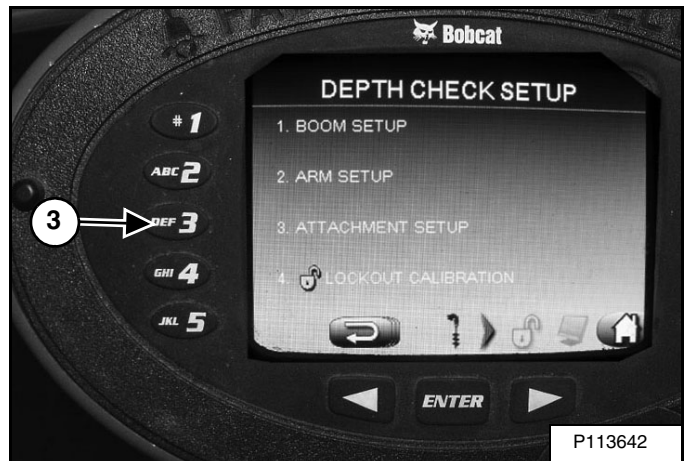 Bobcat
DEPTH CHECK SETUP
# 1
1. BOOM SETUP
ABC 2
2. ARM SETUP
3
DEF 3
3. ATTACHMENT SETUP
GHI 4
4. LOCKOUT CALIBRATION
JKL 5
ENTER
P113642